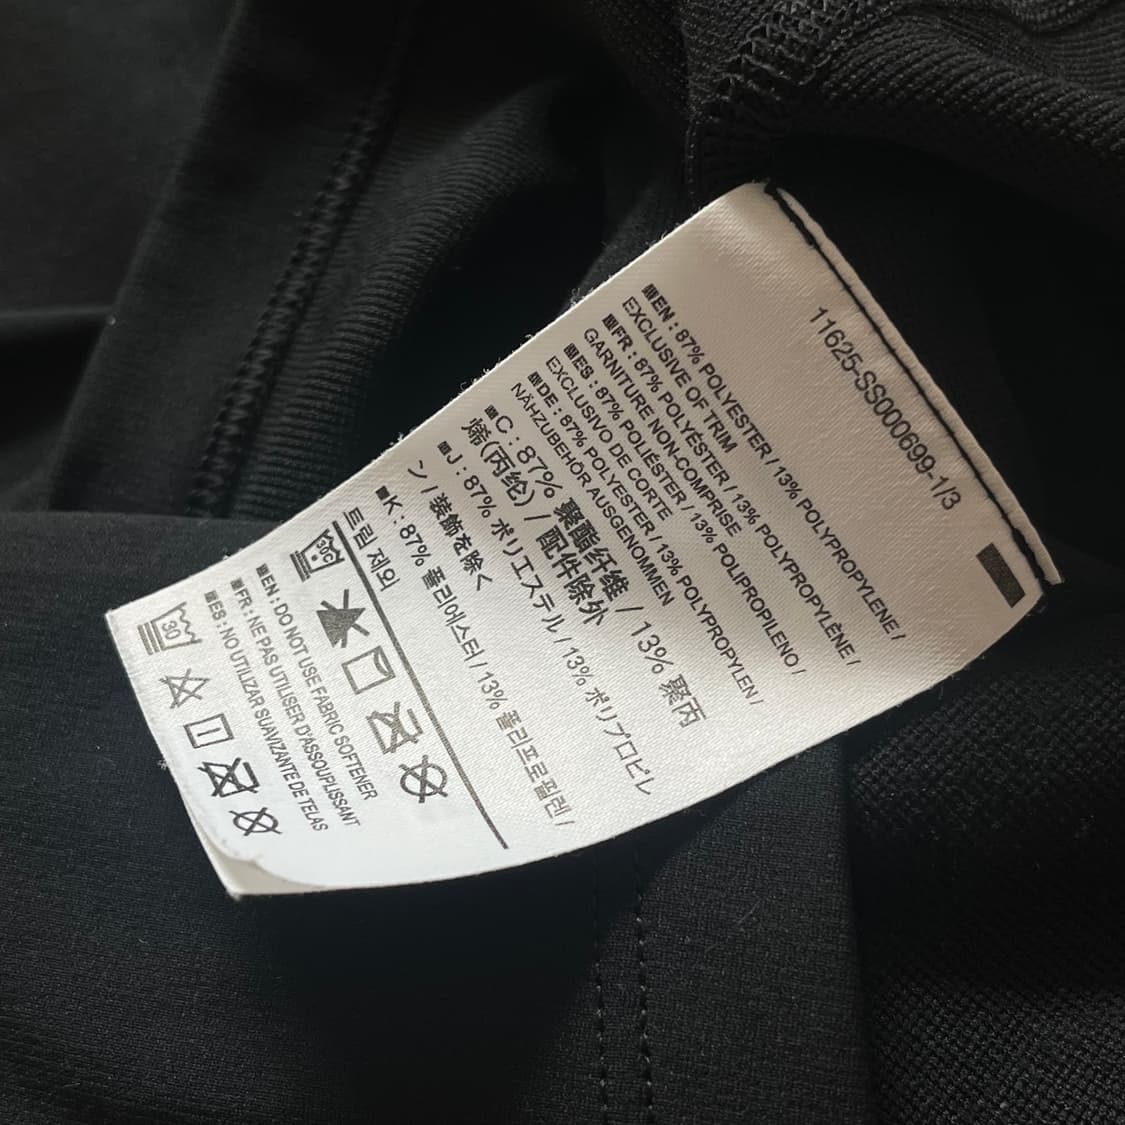 11625-SS000699-1/3
EN : 87% POLYESTER / 13% POLYPROPYLENE /
EXCLUSIVE OF TRIM
FR : 87% POLYÉSTER / 13% POLYPROPYLÈNE /
GARNITURE NON-COMPRISE
ES : 87% POLIÉSTER / 13% POLIPROPILENO /
EXCLUSIVO DE CORTE
DE : 87% POLYESTER / 13% POLYPROPYLEN /
NÄHZUBEHÖR AUSGENOMMEN
C : 87% 聚酯纤维 / 13% 聚丙
烯(丙纶) / 配件除外
J : 87% ポリエステル / 13% ポリプロピレ
ン / 装飾を除く
K : 87% 폴리에스터 / 13% 폴리프로필렌 /
트림 제외
30C
EN : DO NOT USE FABRIC SOFTENER
FR : NE PAS UTILISER D'ASSOUPLISSANT
ES : NO UTILIZAR SUAVIZANTE DE TELAS
30